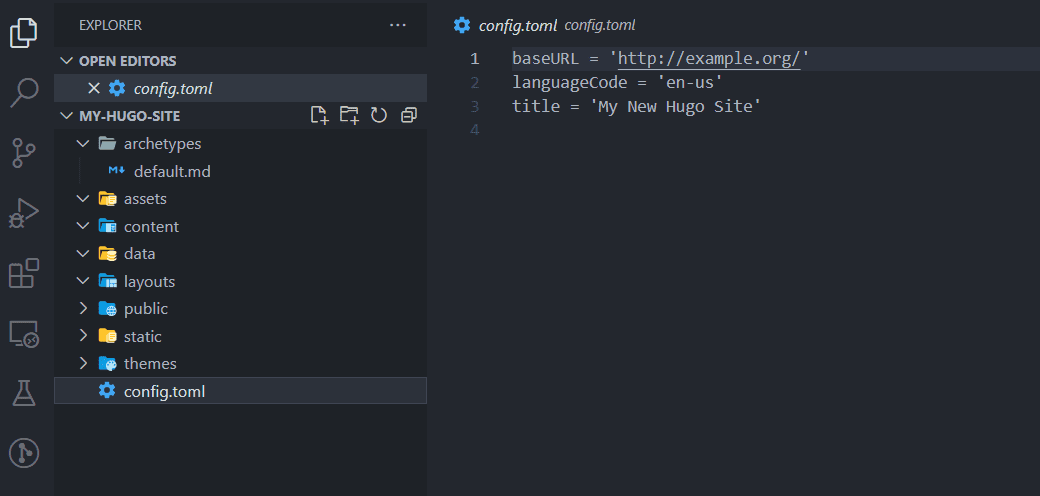 EXPLORER
OPEN EDITORS
config.toml
MY-HUGO-SITE
archetypes
default.md
assets
content
data
layouts
public
static
themes
config.toml
config.toml config.toml
1 baseURL = 'http://example.org/'
2 languageCode = 'en-us'
3 title = 'My New Hugo Site'
4